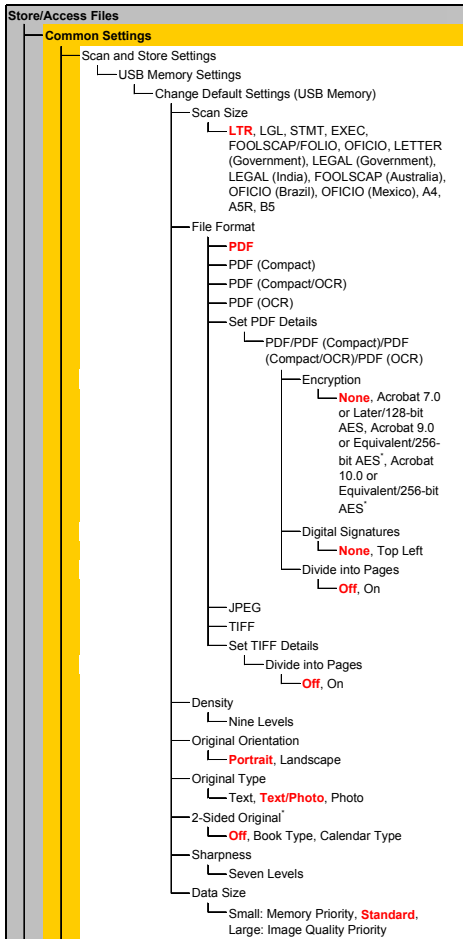 Store/Access Files
Common Settings
Scan and Store Settings
USB Memory Settings
Change Default Settings (USB Memory)
Scan Size
LTR, LGL, STMT, EXEC,
FOOLSCAP/FOLIO, OFICIO, LETTER
(Government), LEGAL (Government),
LEGAL (India), FOOLSCAP (Australia),
OFICIO (Brazil), OFICIO (Mexico), A4,
A5R, B5
File Format
PDF
PDF (Compact)
PDF (Compact/OCR)
PDF (OCR)
Set PDF Details
PDF/PDF (Compact)/PDF
(Compact/OCR)/PDF (OCR)
Encryption
None, Acrobat 7.0
or Later/128-bit
AES, Acrobat 9.0
or Equivalent/256-
bit AES*, Acrobat
10.0 or
Equivalent/256-bit
AES*
Digital Signatures
None, Top Left
Divide into Pages
Off, On
JPEG
TIFF
Set TIFF Details
Divide into Pages
Off, On
Density
Nine Levels
Original Orientation
Portrait, Landscape
Original Type
Text, Text/Photo, Photo
2-Sided Original*
Off, Book Type, Calendar Type
Sharpness
Seven Levels
Data Size
Small: Memory Priority, Standard,
Large: Image Quality Priority